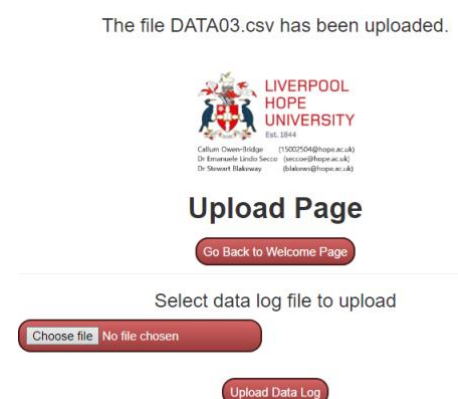 The file DATA03.csv has been uploaded.
LIVERPOOL
HOPE
UNIVERSITY
Est. 1844
Callum Owen-Bridge (15002504@hope.ac.uk)
Dr Emanuele Lindo Secco (seccoe@hope.ac.uk)
Dr Stewart Blakeway (blakews@hope.ac.uk)
Upload Page
Go Back to Welcome Page
Select data log file to upload
Choose file No file chosen
Upload Data Log